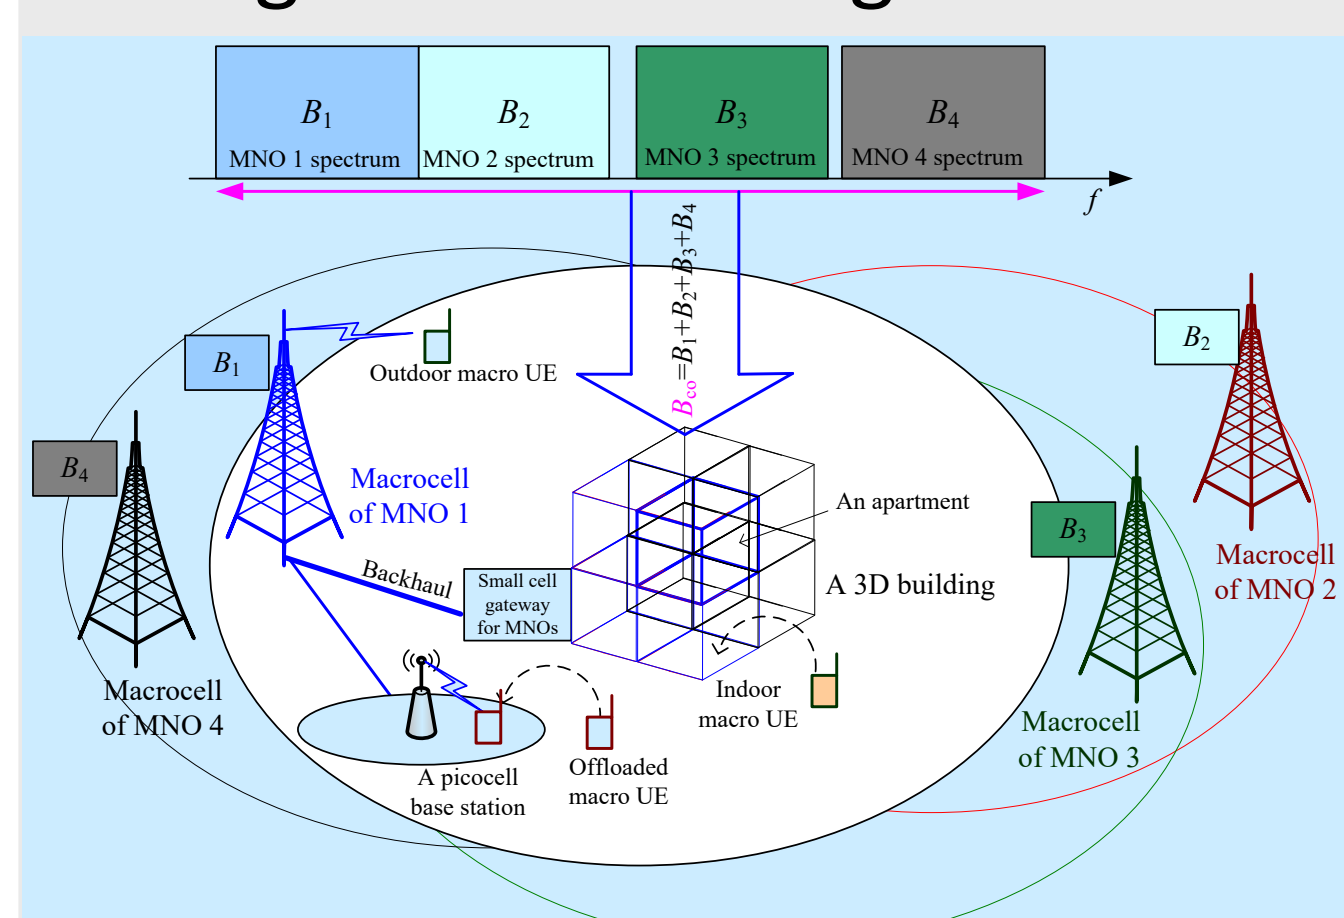 B1
MNO 1 spectrum
B2
MNO 2 spectrum
B3
MNO 3 spectrum
B4
MNO 4 spectrum
f
Bco=B1+B2+B3+B4
B1
Outdoor macro UE
B2
B4
Macrocell
of MNO 1
An apartment
B3
Macrocell
of MNO 2
Backhaul
Small cell
gateway
for MNOs
A 3D building
Macrocell
of MNO 4
Indoor
macro UE
Macrocell
of MNO 3
A picocell
base station
Offloaded
macro UE